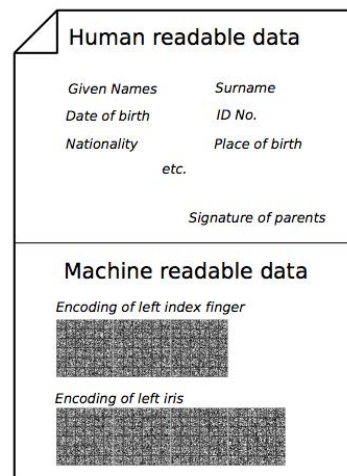 Human readable data
Given Names Surname
Date of birth ID No.
Nationality Place of birth
etc.
Signature of parents
Machine readable data
Encoding of left index finger
Encoding of left iris